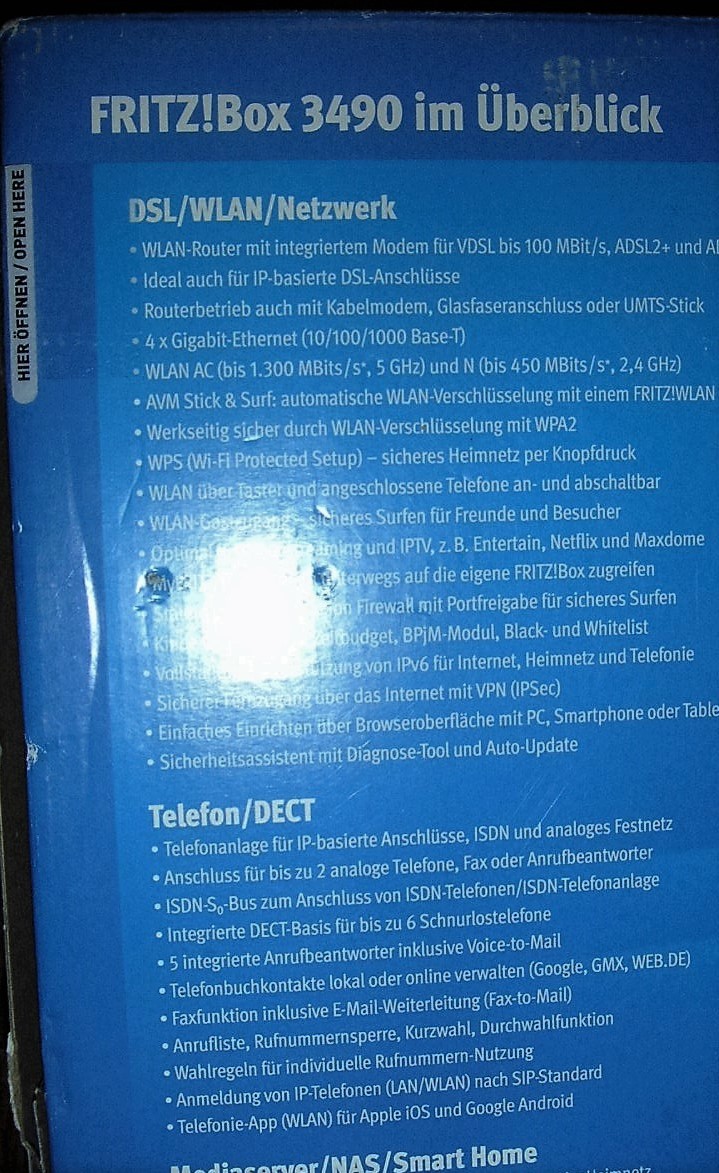 FRITZ!Box 3490 im Überblick
HIER ÖFFNEN / OPEN HERE
DSL/WLAN/Netzwerk
• WLAN-Router mit integriertem Modem für VDSL bis 100 MBit/s, ADSL2+ und
• Ideal auch für IP-basierte DSL-Anschlüsse
• Routerbetrieb auch mit Kabelmodem, Glasfaseranschluss oder UMTS-Stick
• 4 x Gigabit-Ethernet (10/100/1000 Base-T)
• WLAN AC (bis 1.300 MBits/s*, 5 GHz) und N (bis 450 MBits/s*, 2,4 GHz)
• AVM Stick & Surf: automatische WLAN-Verschlüsselung mit einem FRITZ!WLAN
• Werkseitig sicher durch WLAN-Verschlüsselung mit WPA2
• WPS (Wi-Fi Protected Setup) – sicheres Heimnetz per Knopfdruck
• WLAN über Taster und angeschlossene Telefone an- und abschaltbar
• WLAN-Gastzugang – sicheres Surfen für Freunde und Besucher
• und IPTV, z. B. Entertain, Netflix und Maxdome
• auf die eigene FRITZ!Box zugreifen
• Firewall mit Portfreigabe für sicheres Surfen
• BPjM-Modul, Black- und Whitelist
• von IPv6 für Internet, Heimnetz und Telefonie
• Sicherer Fernzugang über das Internet mit VPN (IPSec)
• Einfaches Einrichten über Browseroberfläche mit PC, Smartphone oder
• Sicherheitsassistent mit Diagnose-Tool und Auto-Update
Telefon/DECT
• Telefonanlage für IP-basierte Anschlüsse, ISDN und analoges Festnetz
• Anschluss für bis zu 2 analoge Telefone, Fax oder Anrufbeantworter
• ISDN-S₀-Bus zum Anschluss von ISDN-Telefonen/ISDN-Telefonanlage
• Integrierte DECT-Basis für bis zu 6 Schnurlostelefone
• 5 integrierte Anrufbeantworter inklusive Voice-to-Mail
• Telefonbuchkontakte lokal oder online verwalten (Google, GMX, WEB.DE)
• Faxfunktion inklusive E-Mail-Weiterleitung (Fax-to-Mail)
• Anrufliste, Rufnummernsperre, Kurzwahl, Durchwahlfunktion
• Wahlregeln für individuelle Rufnummern-Nutzung
• Anmeldung von IP-Telefonen (LAN/WLAN) nach SIP-Standard
• Telefonie-App (WLAN) für Apple iOS und Google Android
Mediaserver/NAS/Smart Home